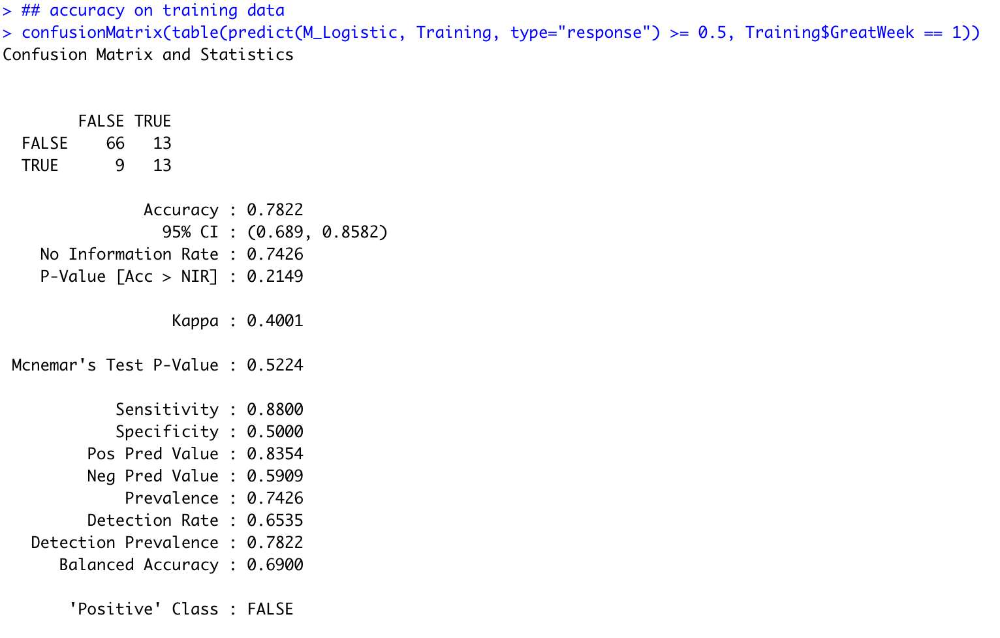 > ## accuracy on training data
> confusionMatrix(table(predict(M_Logistic, Training, type="response") >= 0.5, Training$GreatWeek == 1))
Confusion Matrix and Statistics
FALSE TRUE
FALSE 66 13
TRUE 9 13
Accuracy : 0.7822
95% CI : (0.689, 0.8582)
No Information Rate : 0.7426
P-Value [Acc > NIR] : 0.2149
Kappa : 0.4001
Mcnemar's Test P-Value : 0.5224
Sensitivity : 0.8800
Specificity : 0.5000
Pos Pred Value : 0.8354
Neg Pred Value : 0.5909
Prevalence : 0.7426
Detection Rate : 0.6535
Detection Prevalence : 0.7822
Balanced Accuracy : 0.6900
'Positive' Class : FALSE